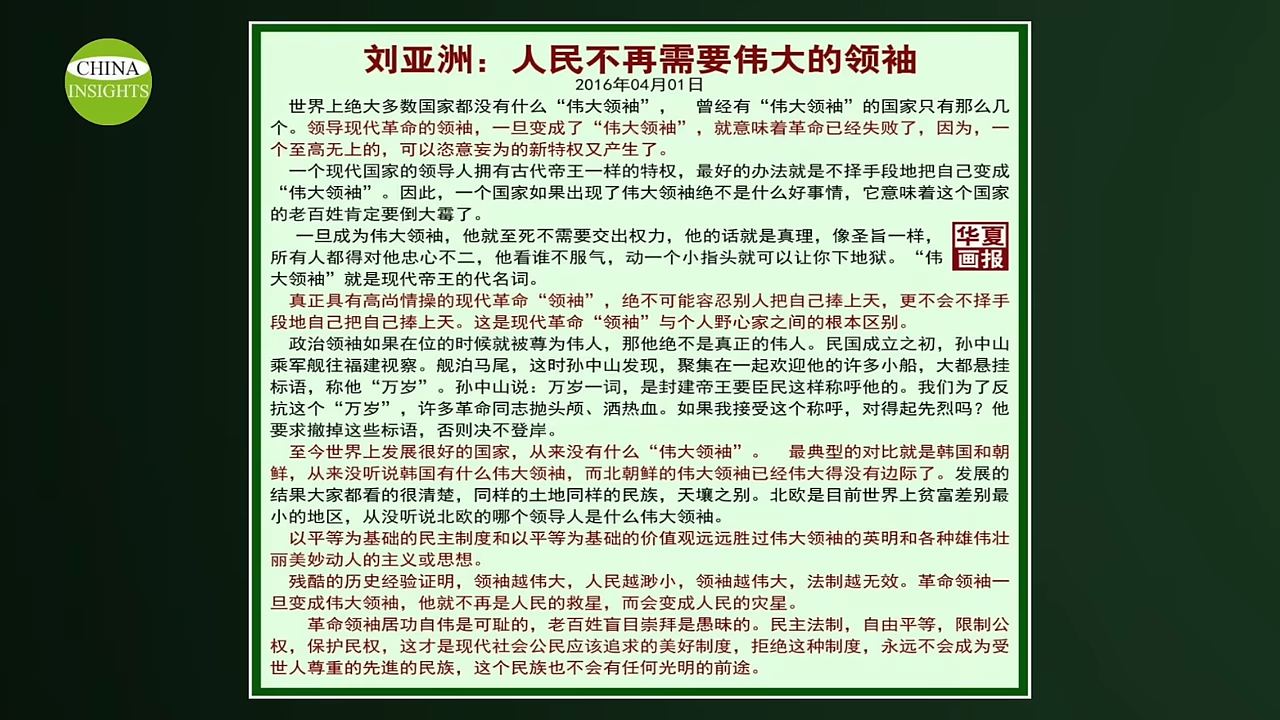 CHINA
INSIGHTS
刘亚洲：人民不再需要伟大的领袖
2016年04月01日
世界上绝大多数国家都没有什么“伟大领袖”， 曾经有“伟大领袖”的国家只有那么几
个。领导现代革命的领袖，一旦变成了“伟大领袖”，就意味着革命已经失败了，因为，一
个至高无上的，可以恣意妄为的新特权又产生了。
一个现代国家的领导人拥有古代帝王一样的特权，最好的办法就是不择手段地把自己变成
“伟大领袖”。因此，一个国家如果出现了伟大领袖绝不是什么好事情，它意味着这个国家
的老百姓肯定要倒大霉了。
一旦成为伟大领袖，他就至死不需要交出权力，他的话就是真理，像圣旨一样，
所有人都得对他忠心不二，他看谁不服气，动一个小指头就可以让你下地狱。“伟
大领袖”就是现代帝王的代名词。
华夏
画报
真正具有高尚情操的现代革命“领袖”，绝不可能容忍别人把自己捧上天，更不会不择手
段地自己把自己捧上天。这是现代革命“领袖”与个人野心家之间的根本区别。
政治领袖如果在位的时候就被尊为伟人，那他绝不是真正的伟人。民国成立之初，孙中山
乘军舰往福建视察。舰泊马尾，这时孙中山发现，聚集在一起欢迎他的许多小船，大都悬挂
标语，称他“万岁”。孙中山说：万岁一词，是封建帝王要臣民这样称呼他的。我们为了反
抗这个“万岁”，许多革命同志抛头颅、洒热血。如果我接受这个称呼，对得起先烈吗？他
要求撤掉这些标语，否则决不登岸。
至今世界上发展很好的国家，从来没有什么“伟大领袖”。 最典型的对比就是韩国和朝
鲜，从来没听说韩国有什么伟大领袖，而北朝鲜的伟大领袖已经伟大得没有边际了。发展的
结果大家都看的很清楚，同样的土地同样的民族，天壤之别。北欧是目前世界上贫富差别最
小的地区，从没听说北欧的哪个领导人是什么伟大领袖。
以平等为基础的民主制度和以平等为基础的价值观远远胜过伟大领袖的英明和各种雄伟壮
丽美妙动人的主义或思想。
残酷的历史经验证明，领袖越伟大，人民越渺小，领袖越伟大，法制越无效。革命领袖一
旦变成伟大领袖，他就不再是人民的救星，而会变成人民的灾星。
革命领袖居功自伟是可耻的，老百姓盲目崇拜是愚昧的。民主法制，自由平等，限制公
权，保护民权，这才是现代社会公民应该追求的美好制度，拒绝这种制度，永远不会成为受
世人尊重的先進的民族，这个民族也不会有任何光明的前途。